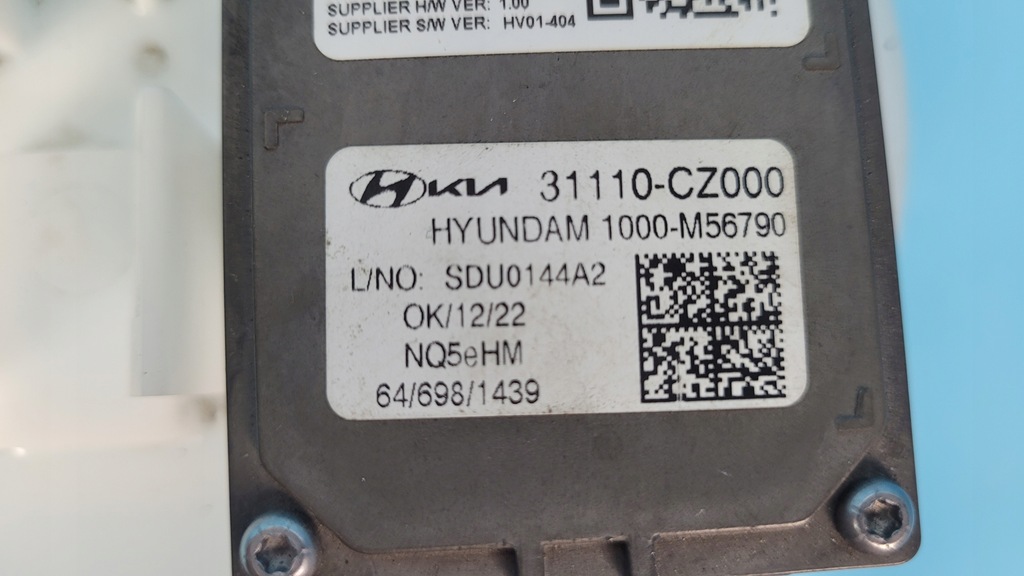 SUPPLIER H/W VER: 1.00
SUPPLIER S/W VER: HV01-404
H KIA 31110-CZ000
HYUNDAM 1000-M56790
L/NO: SDU0144A2
OK/12/22
NQ5eHM
64/698/1439